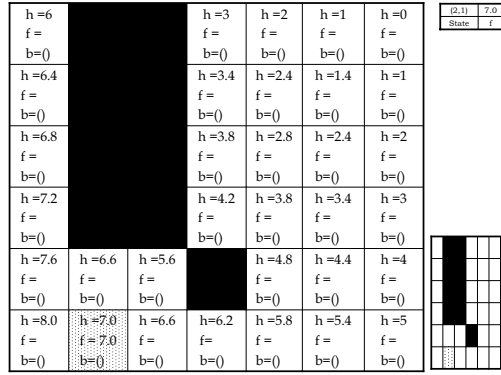 h =6
f =
b=()
h =3
f =
b=()
h =2
f =
b=()
h =1
f =
b=()
h =0
f =
b=()
(2,1) 7.0
State f
h =6.4
f =
b=()
h =3.4
f =
b=()
h =2.4
f =
b=()
h =1.4
f =
b=()
h =1
f =
b=()
h =6.8
f =
b=()
h =3.8
f =
b=()
h =2.8
f =
b=()
h =2.4
f =
b=()
h =2
f =
b=()
h =7.2
f =
b=()
h =4.2
f =
b=()
h =3.8
f =
b=()
h =3.4
f =
b=()
h =3
f =
b=()
h =7.6
f =
b=()
h =6.6
f =
b=()
h =5.6
f =
b=()
h =4.8
f =
b=()
h =4.4
f =
b=()
h =4
f =
b=()
h =8.0
f=
b=()
h =7.0
f = 7.0
b=()
h =6.6
f =
b=()
h=6.2
f =
b=()
h =5.8
f =
b=()
h =5.4
f =
b=()
h =5
f =
b=()